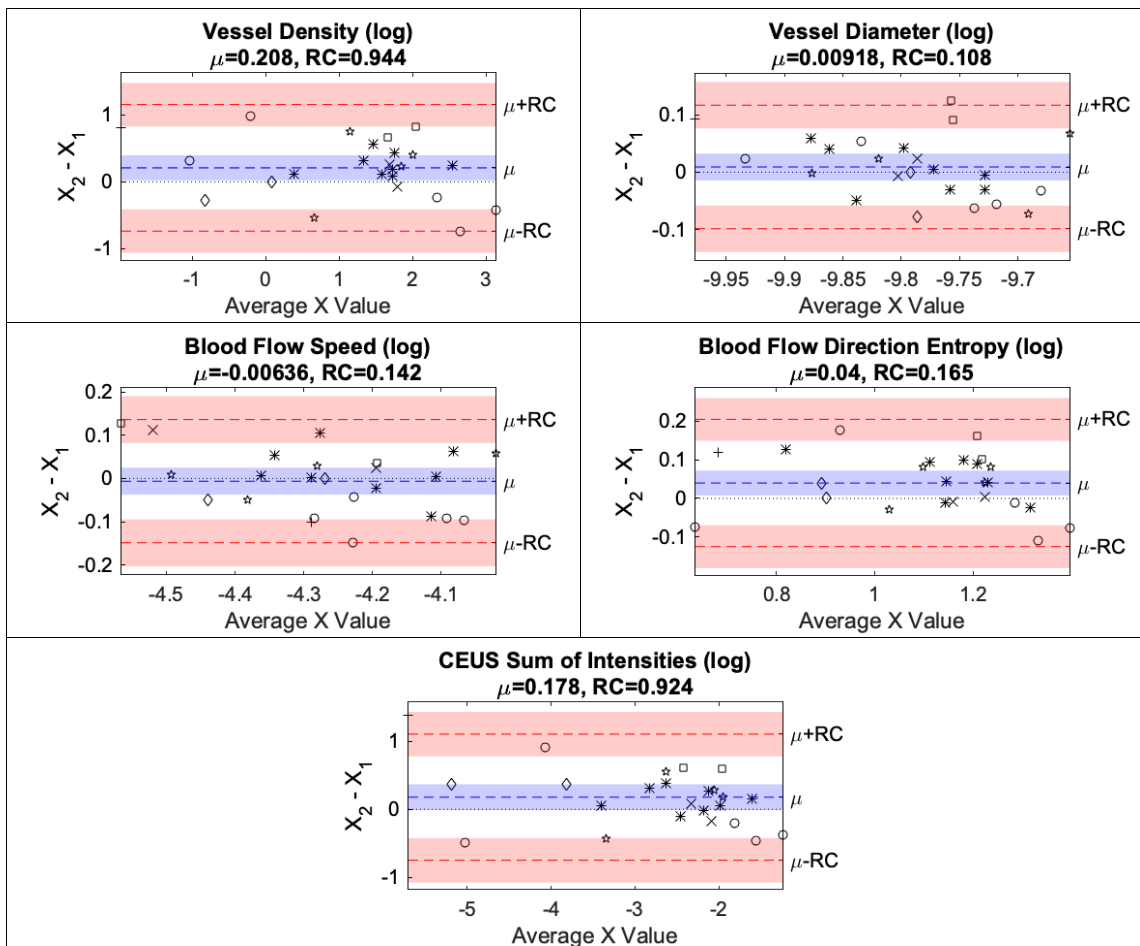 Vessel Density (log)
μ=0.208, RC=0.944
X₂ - X₁
1
0
-1
μ+RC
μ
μ-RC
-1 0 1 2 3
Average X Value
Vessel Diameter (log)
μ=0.00918, RC=0.108
X₂ - X₁
0.1
0
-0.1
μ+RC
μ
μ-RC
-9.95 -9.9 -9.85 -9.8 -9.75 -9.7
Average X Value
Blood Flow Speed (log)
μ=-0.00636, RC=0.142
X₂ - X₁
0.2
0.1
0
-0.1
-0.2
μ+RC
μ
μ-RC
-4.5 -4.4 -4.3 -4.2 -4.1
Average X Value
Blood Flow Direction Entropy (log)
μ=0.04, RC=0.165
X₂ - X₁
0.2
0.1
0
-0.1
μ+RC
μ
μ-RC
0.8 1 1.2
Average X Value
CEUS Sum of Intensities (log)
μ=0.178, RC=0.924
X₂ - X₁
1
0
-1
μ+RC
μ
μ-RC
-5 -4 -3 -2
Average X Value